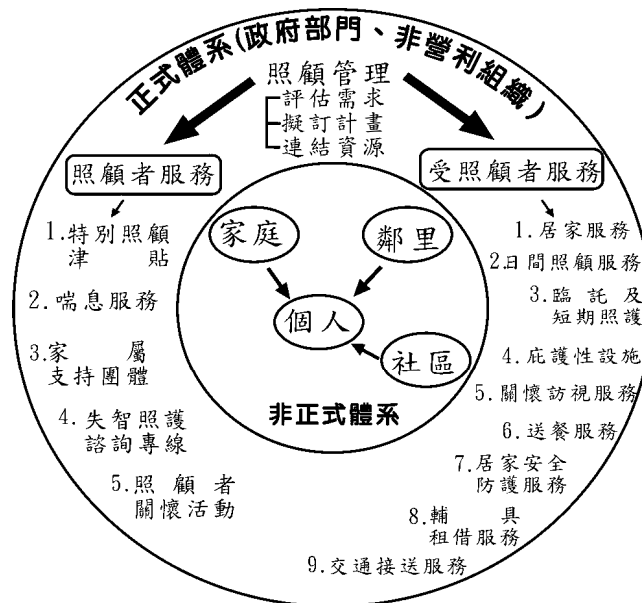 正式體系(政府部門、非營利組織)
照顧管理
評估需求
擬訂計畫
連結資源
照顧者服務
1.特別照顧
津貼
2.喘息服務
3.家屬
支持團體
4.失智照護
諮詢專線
5.照顧者
關懷活動
受照顧者服務
1.居家服務
2.日間照顧服務
3.臨託及
短期照護
4.庇護性設施
5.關懷訪視服務
6.送餐服務
7.居家安全
防護服務
8.輔具
租借服務
9.交通接送服務
家庭
鄰里
個人
社區
非正式體系